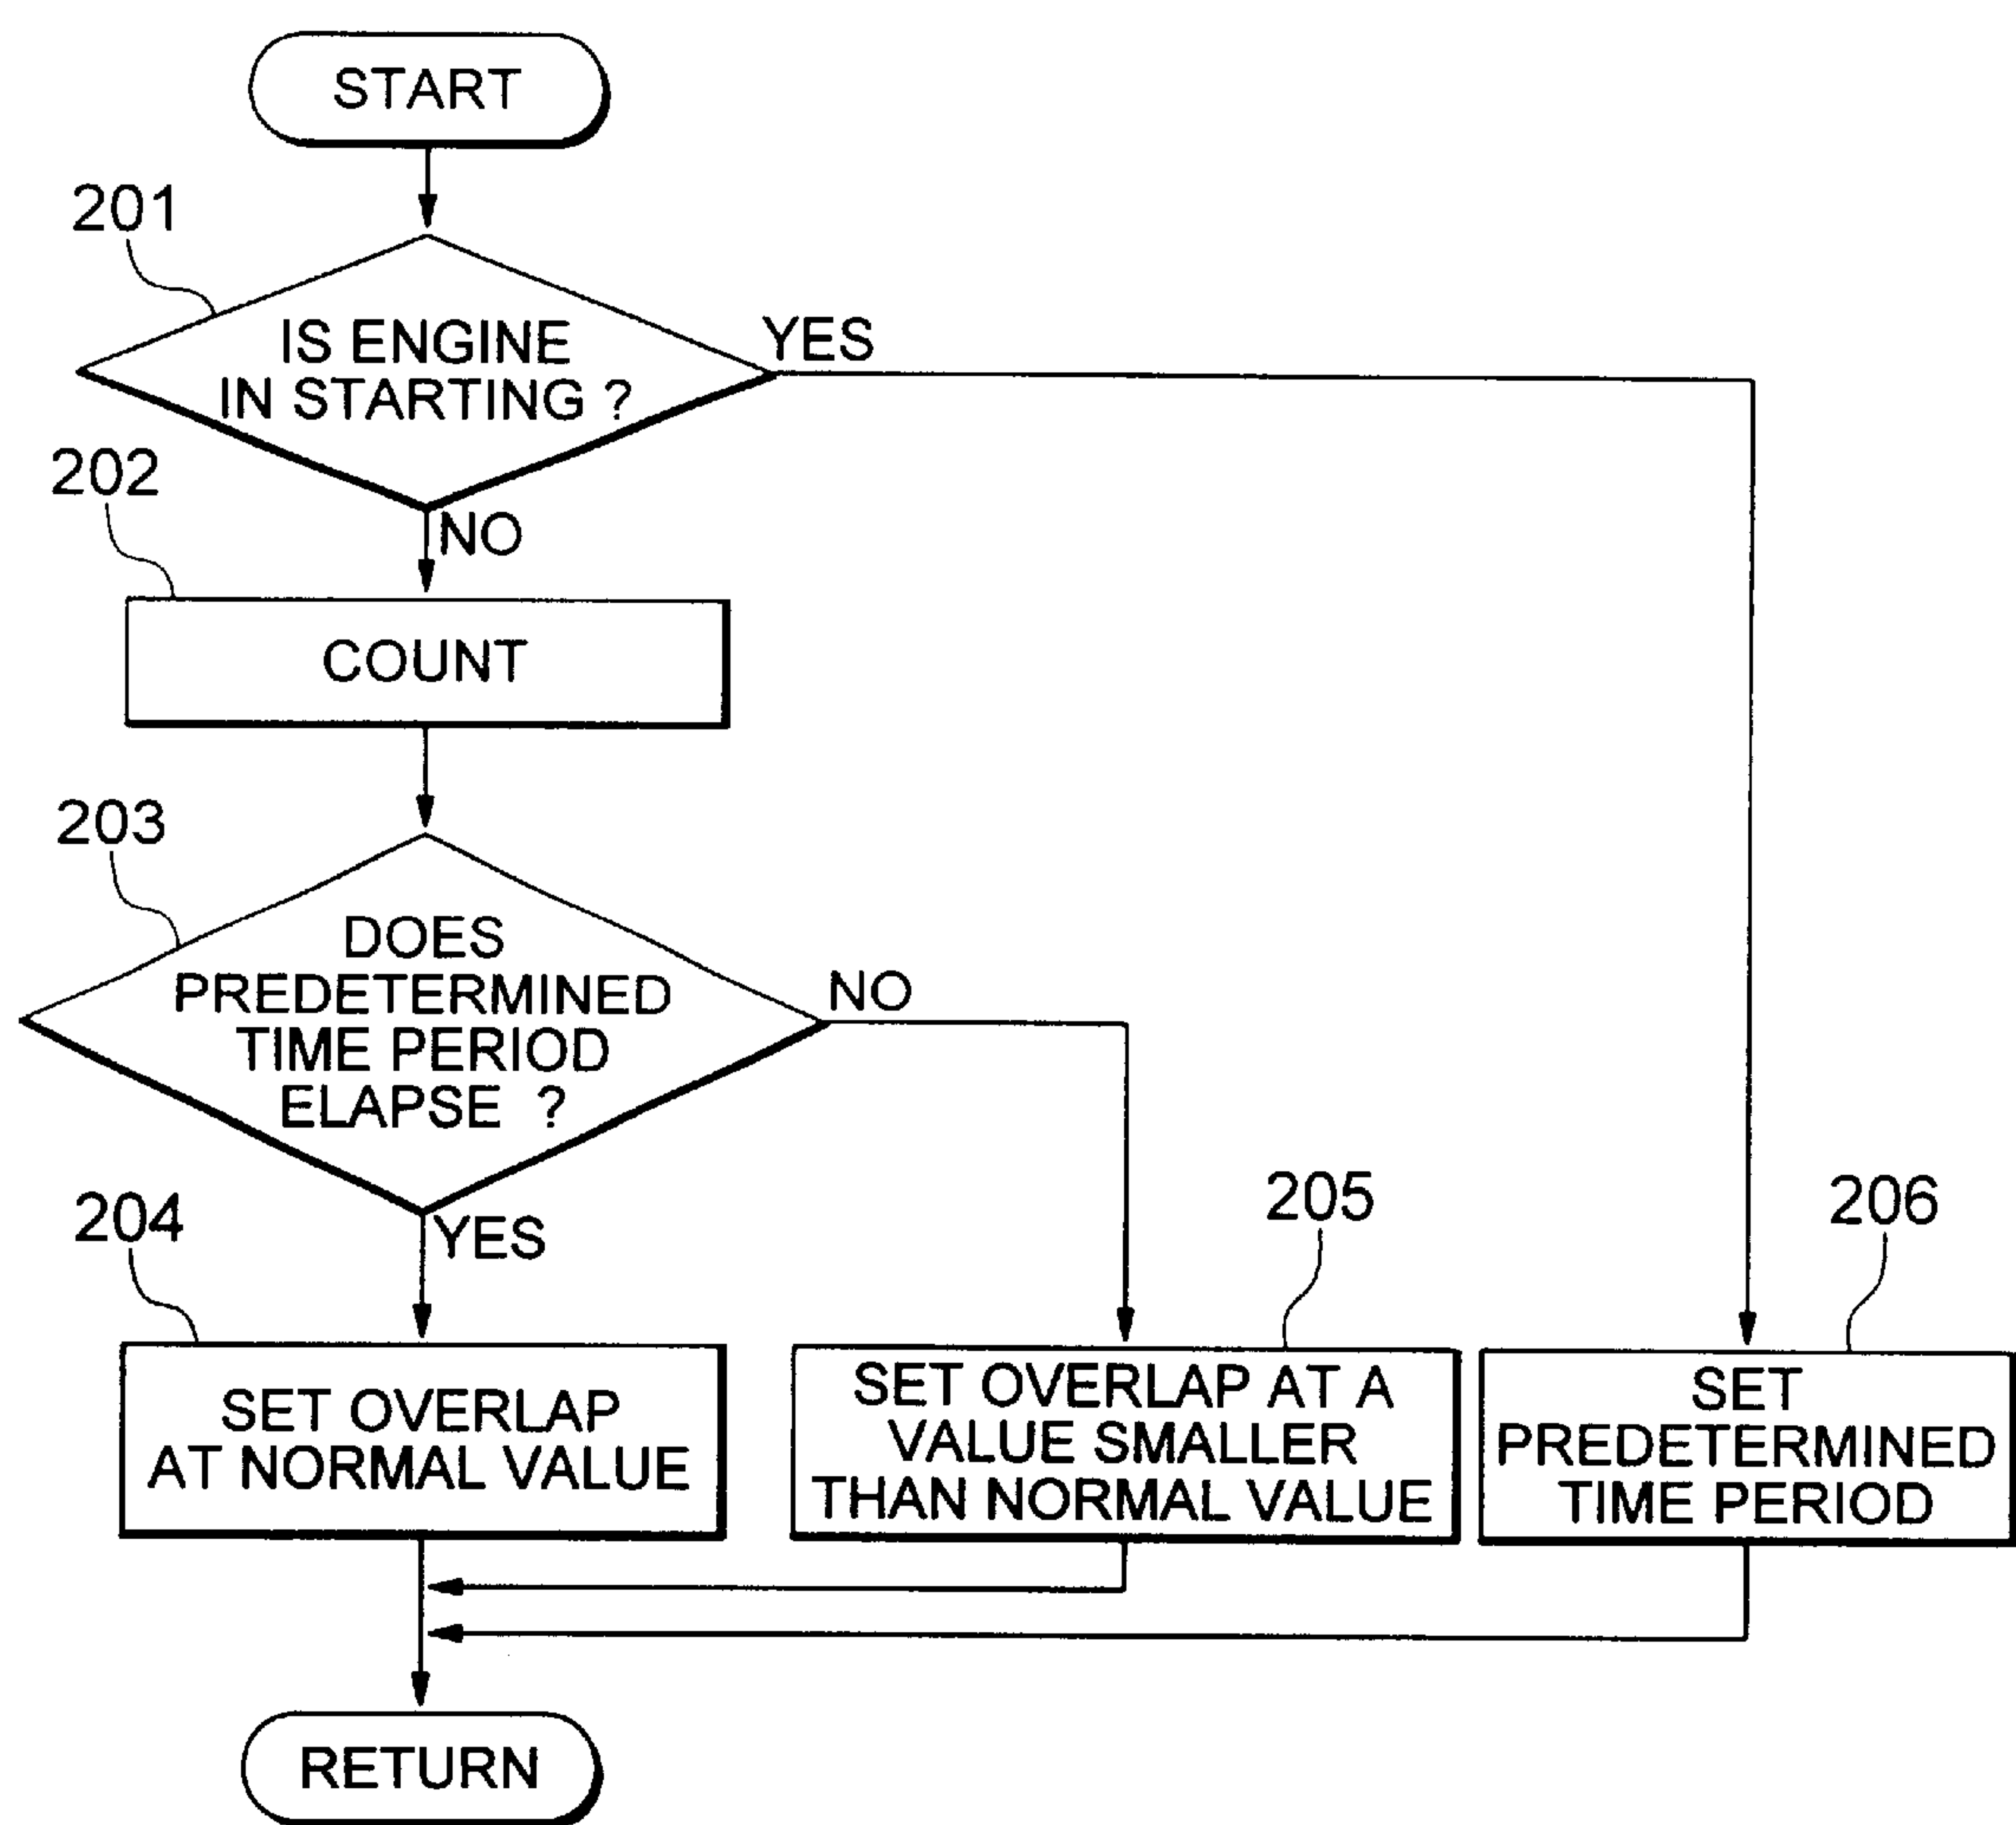 START
201
IS ENGINE
IN STARTING ?
YES
202
NO
COUNT
203
DOES
PREDETERMINED
TIME PERIOD
ELAPSE ?
NO
204
YES
205
206
SET OVERLAP
AT NORMAL VALUE
SET OVERLAP AT A
VALUE SMALLER
THAN NORMAL VALUE
SET
PREDETERMINED
TIME PERIOD
RETURN